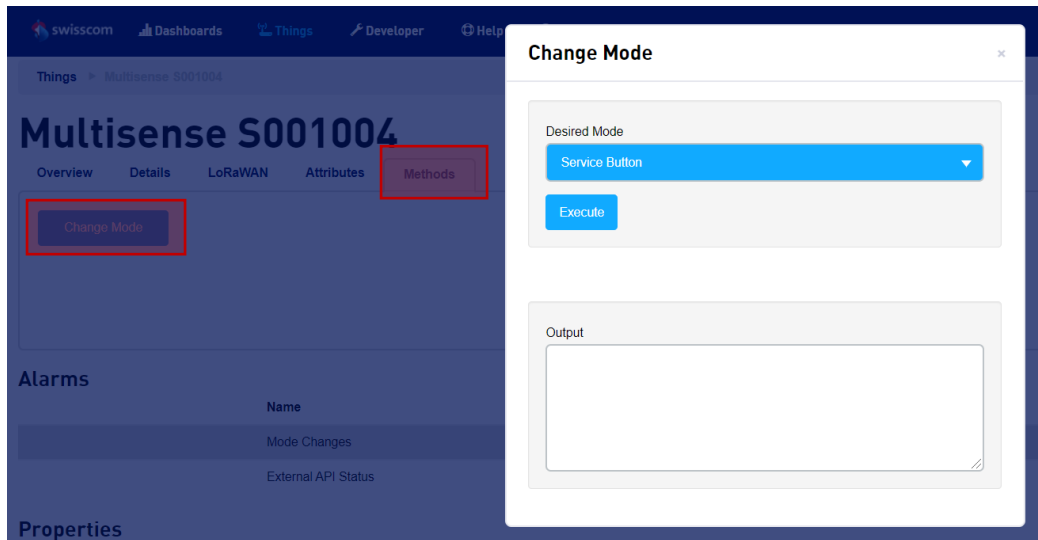 swisscom Dashboards Things Developer Help
Things Multisense S001004
Multisense S001004
Overview Details LoRaWAN Attributes Methods
Change Mode
Alarms
Name
Mode Changes
External API Status
Properties
Change Mode ×
Desired Mode
Service Button
Execute
Output